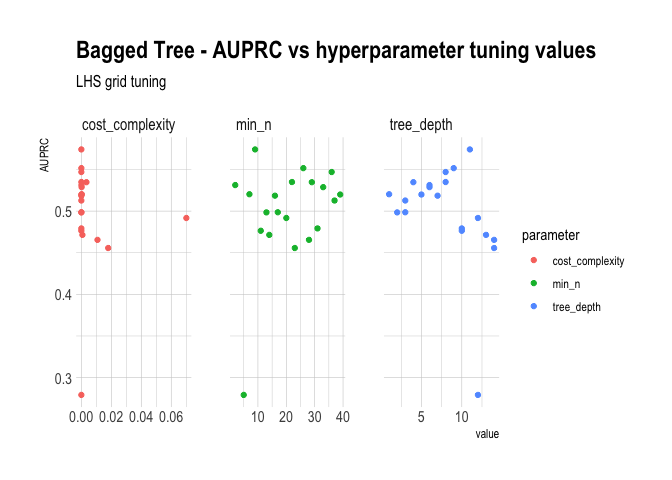 Bagged Tree - AUPRC vs hyperparameter tuning values
LHS grid tuning
cost_complexity
min_n
tree_depth
AUPRC
0.5
0.4
0.3
0.00 0.02 0.04 0.06
10 20 30 40
5 10
value
parameter
cost_complexity
min_n
tree_depth